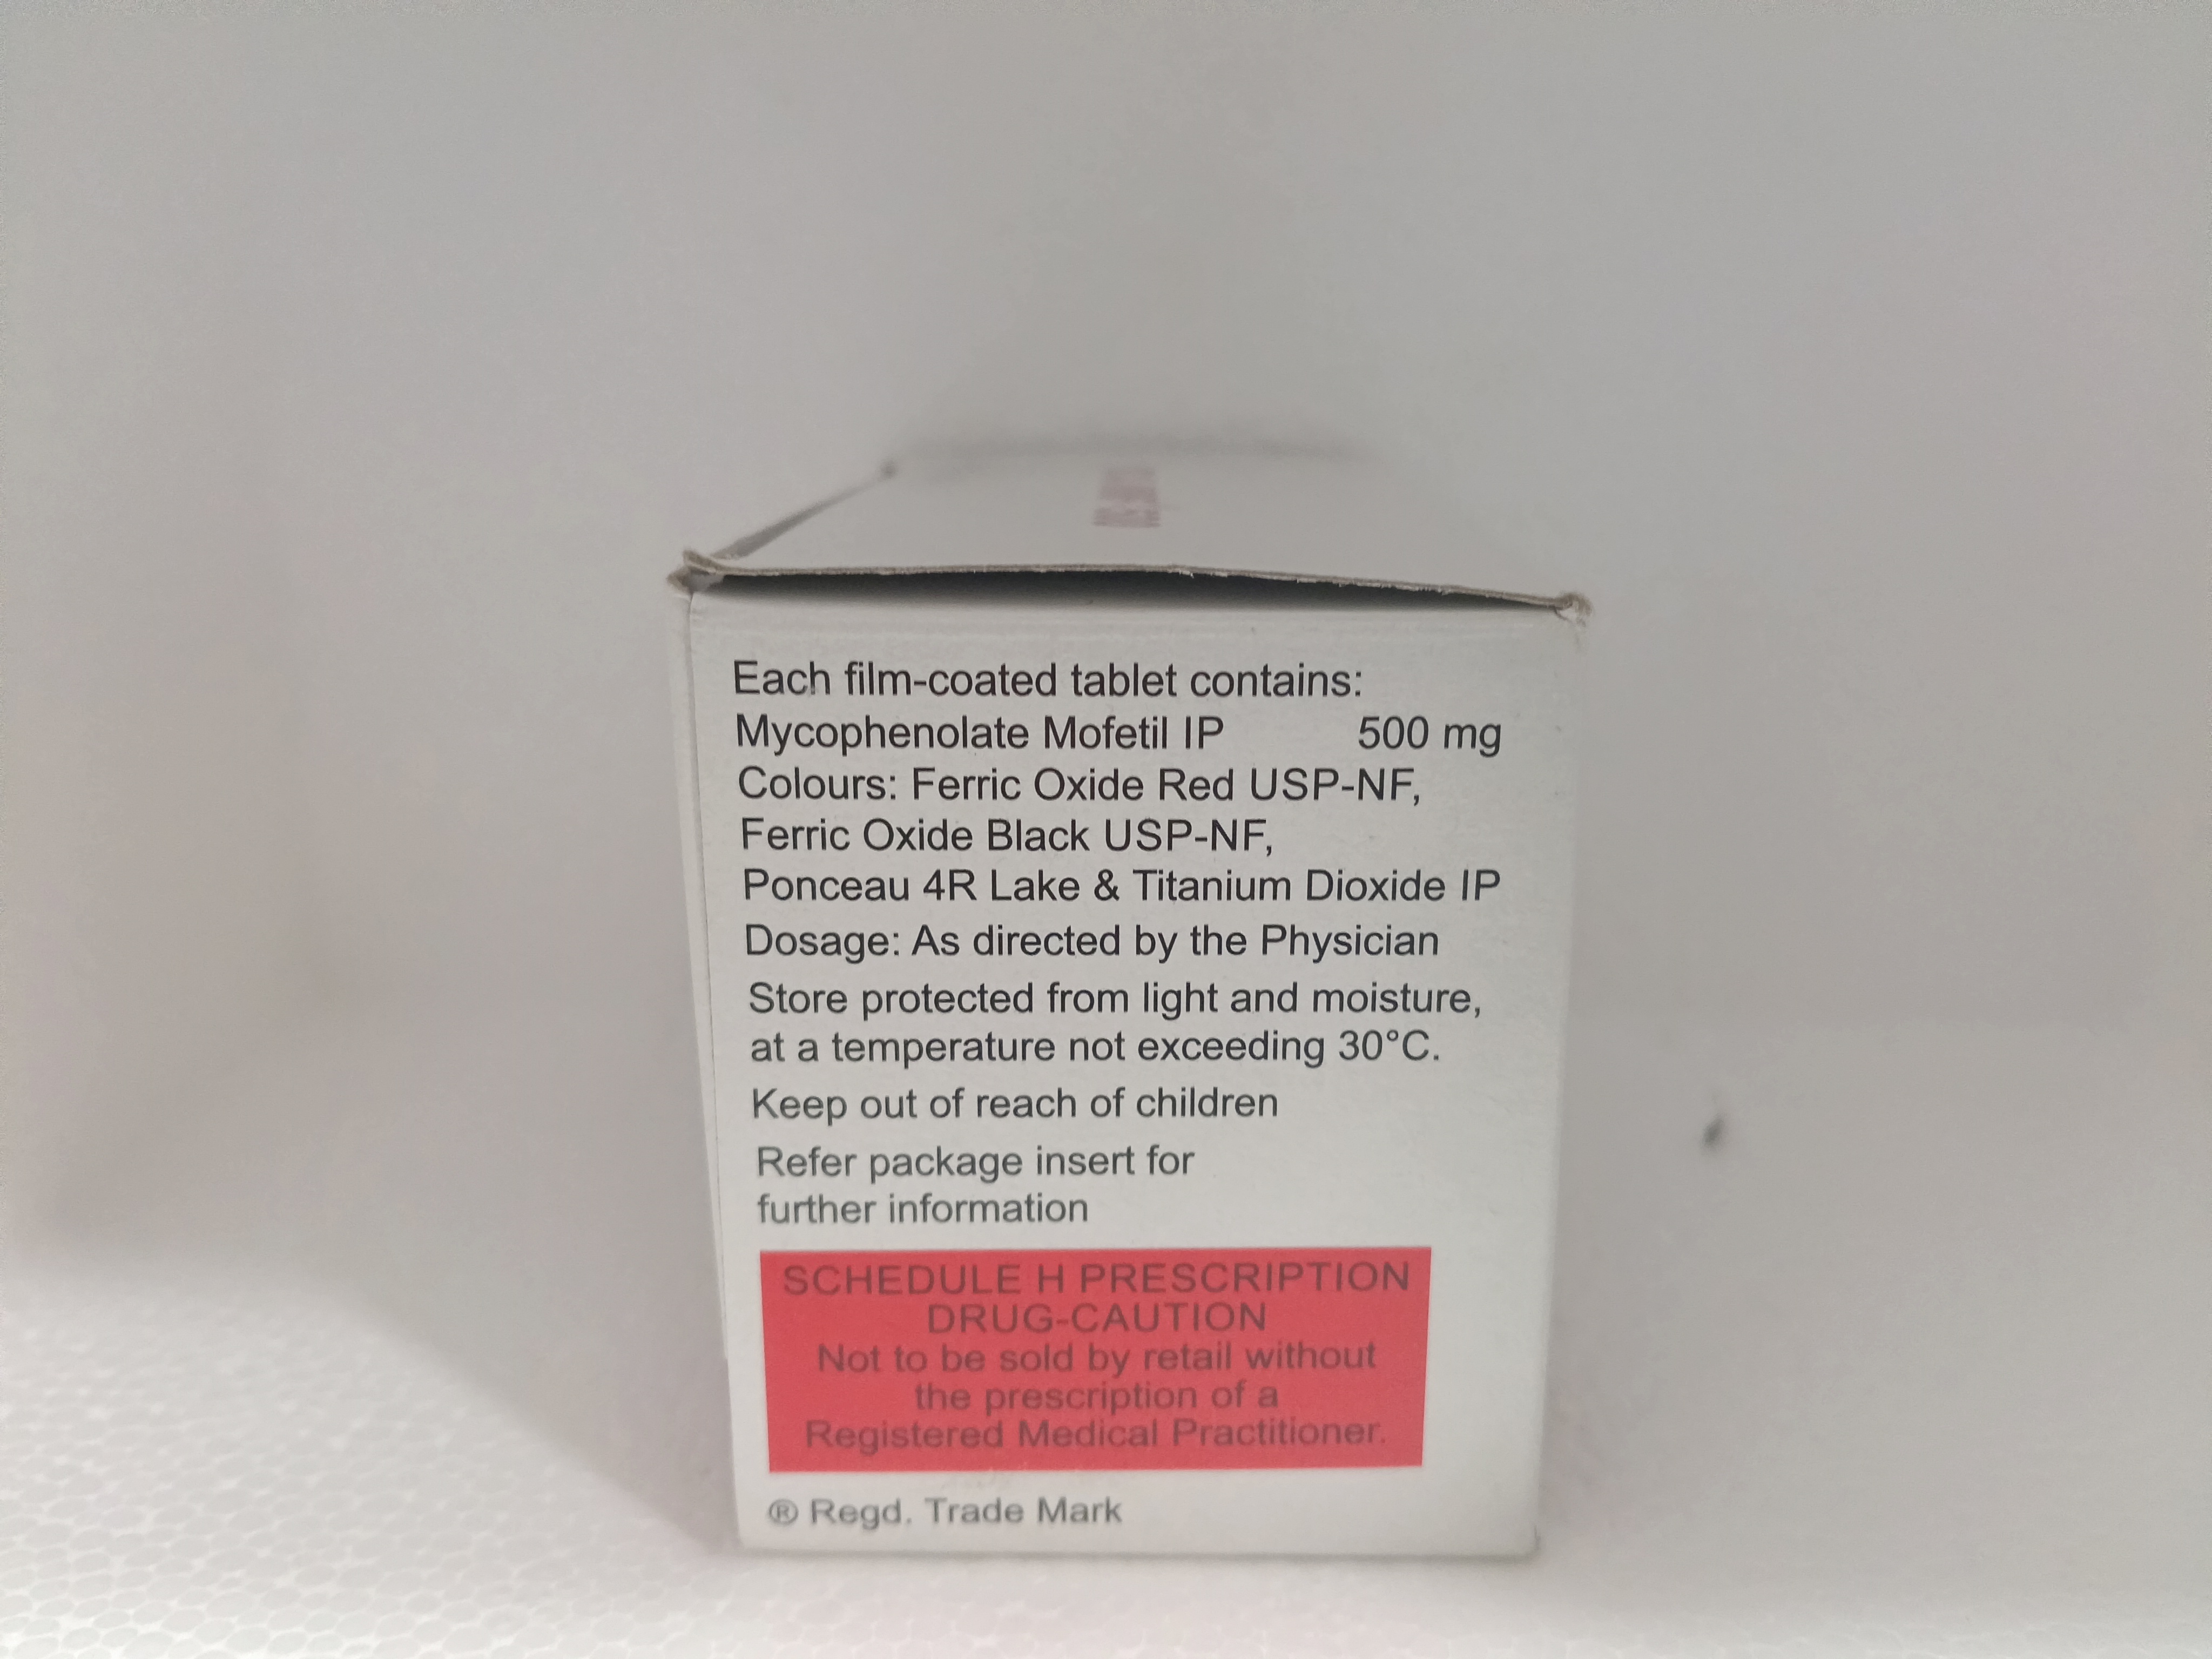 Each film-coated tablet contains:
Mycophenolate Mofetil IP 500 mg
Colours: Ferric Oxide Red USP-NF,
Ferric Oxide Black USP-NF,
Ponceau 4R Lake & Titanium Dioxide IP
Dosage: As directed by the Physician
Store protected from light and moisture,
at a temperature not exceeding 30°C.
Keep out of reach of children
Refer package insert for
further information
SCHEDULE H PRESCRIPTION
DRUG-CAUTION
Not to be sold by retail without
the prescription of a
Registered Medical Practitioner.
® Regd. Trade Mark